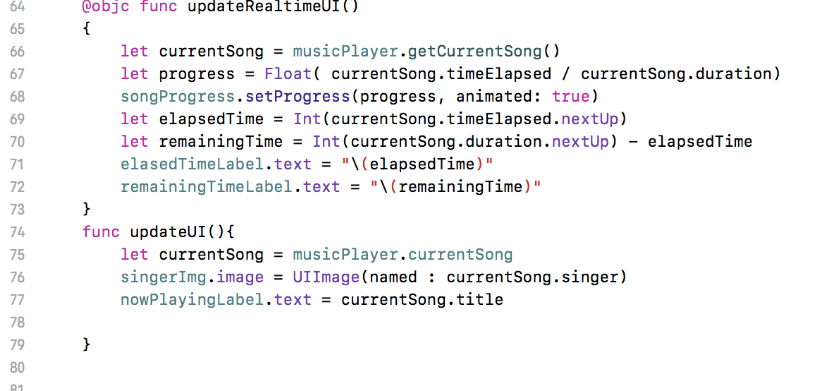 64 @objc func updateRealtimeUI()
65 {
66 let currentSong = musicPlayer.getCurrentSong()
67 let progress = Float( currentSong.timeElapsed / currentSong.duration)
68 songProgress.setProgress(progress, animated: true)
69 let elapsedTime = Int(currentSong.timeElapsed.nextUp)
70 let remainingTime = Int(currentSong.duration.nextUp) - elapsedTime
71 elasedTimeLabel.text = "\(elapsedTime)"
72 remainingTimeLabel.text = "\(remainingTime)"
73 }
74 func updateUI(){
75 let currentSong = musicPlayer.currentSong
76 singerImg.image = UIImage(named : currentSong.singer)
77 nowPlayingLabel.text = currentSong.title
78
79 }
80
81